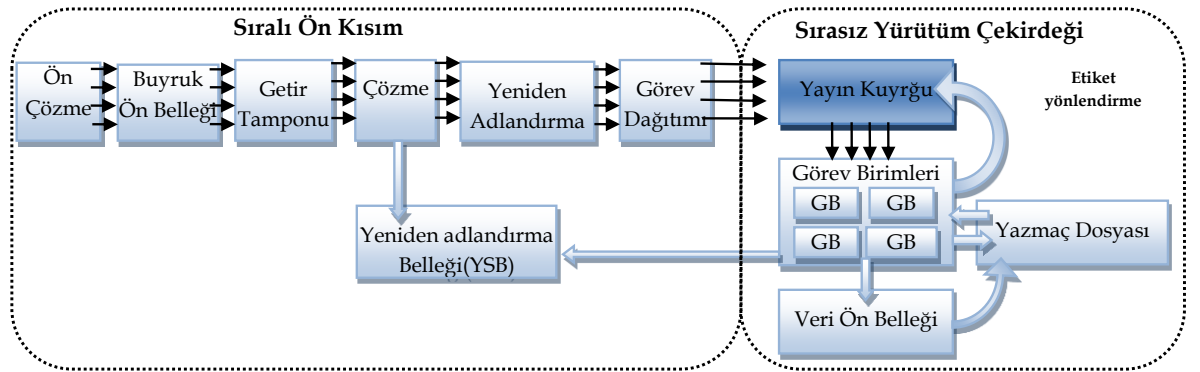 Sıralı Ön Kısım
Sırasız Yürütüm Çekirdeği
Ön
Çözme
Buyruk
Ön Belleği
Getir
Tamponu
Çözme
Yeniden
Adlandırma
Görev
Dağıtımı
Yayın Kuyrğu
Etiket
yönlendirme
Görev Birimleri
GB
GB
GB
GB
Yazmaç Dosyası
Yeniden adlandırma
Belleği(YSB)
Veri Ön Belleği